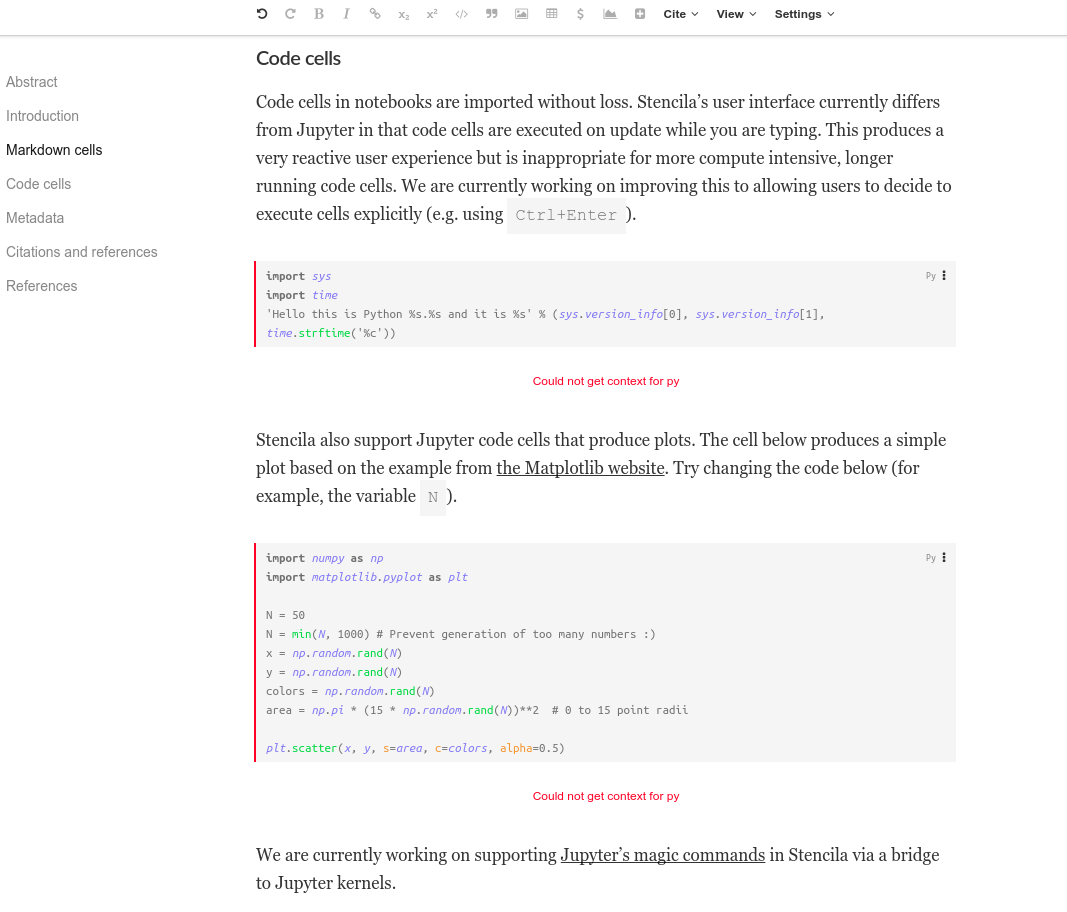 B I x₂ x² </> $ Cite View Settings
Abstract
Introduction
Markdown cells
Code cells
Metadata
Citations and references
References
Code cells
Code cells in notebooks are imported without loss. Stencila’s user interface currently differs
from Jupyter in that code cells are executed on update while you are typing. This produces a
very reactive user experience but is inappropriate for more compute intensive, longer
running code cells. We are currently working on improving this to allowing users to decide to
execute cells explicitly (e.g. using Ctrl+Enter ).
import sys
Py
import time
'Hello this is Python %s.%s and it is %s' % (sys.version_info[0], sys.version_info[1],
time.strftime('%c'))
Could not get context for py
Stencila also support Jupyter code cells that produce plots. The cell below produces a simple
plot based on the example from the Matplotlib website. Try changing the code below (for
example, the variable N ).
import numpy as np
Py
import matplotlib.pyplot as plt
N = 50
N = min(N, 1000) # Prevent generation of too many numbers :)
x = np.random.rand(N)
y = np.random.rand(N)
colors = np.random.rand(N)
area = np.pi * (15 * np.random.rand(N))**2  # 0 to 15 point radii
plt.scatter(x, y, s=area, c=colors, alpha=0.5)
Could not get context for py
We are currently working on supporting Jupyter’s magic commands in Stencila via a bridge
to Jupyter kernels.